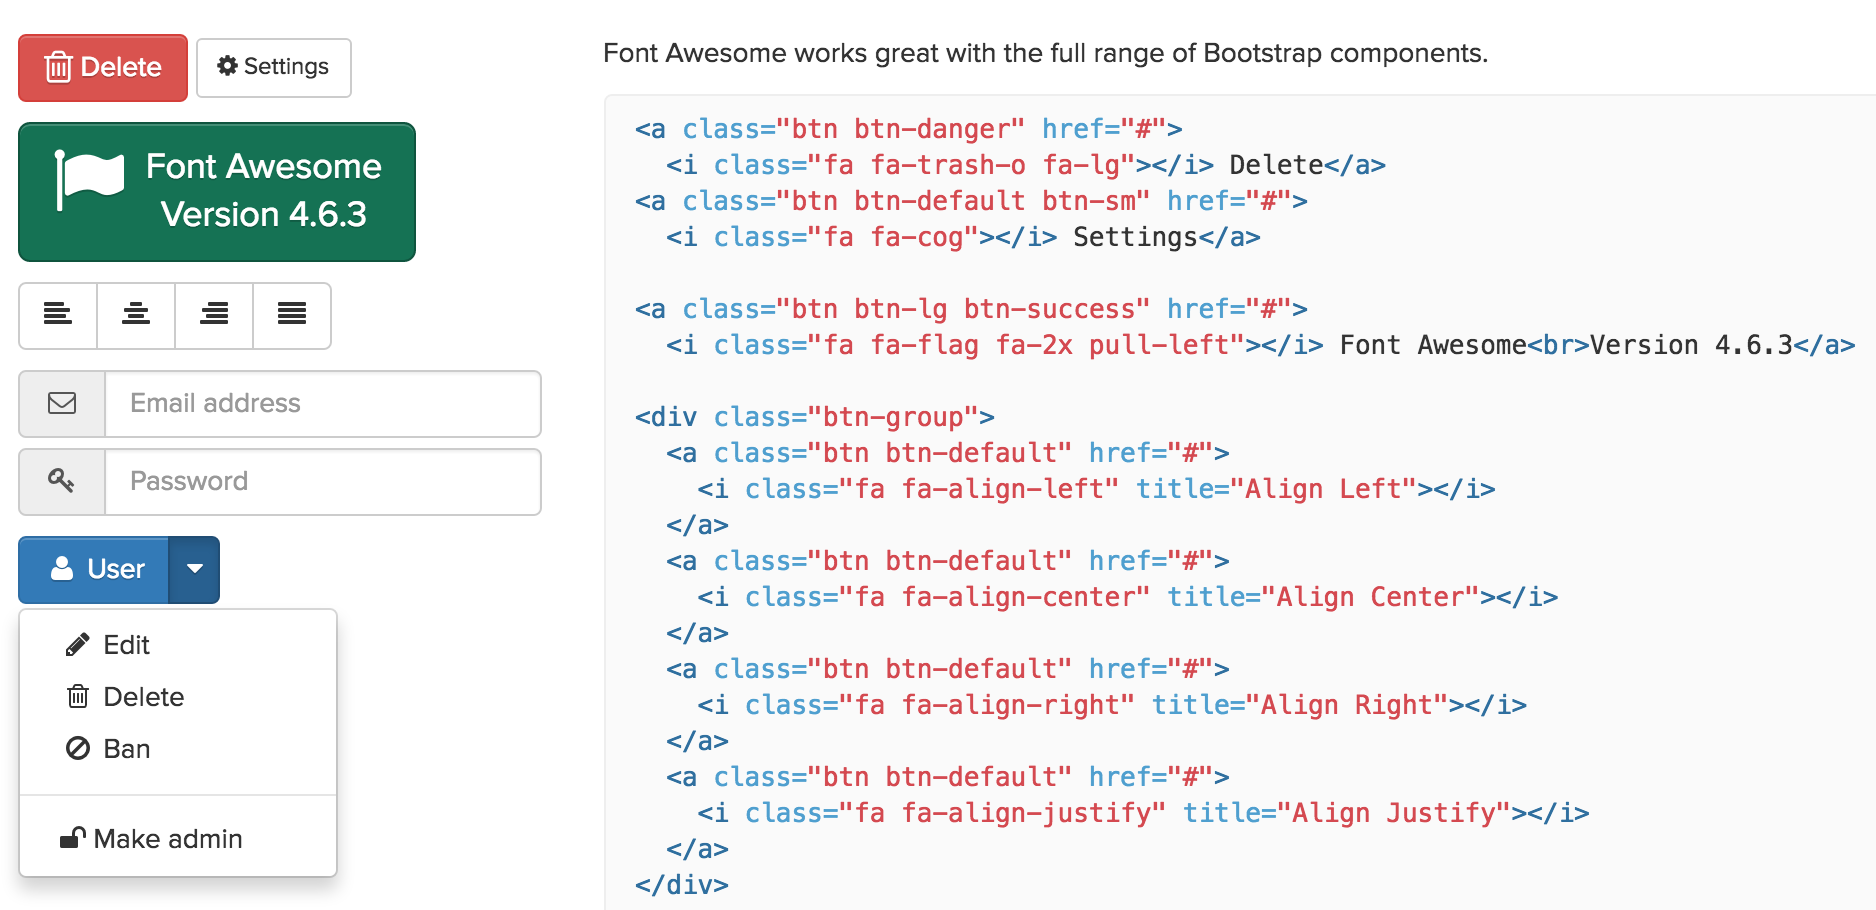 Delete
Settings
Font Awesome
Version 4.6.3
Email address
Password
User
Edit
Delete
Ban
Make admin
Font Awesome works great with the full range of Bootstrap components.
<a class="btn btn-danger" href="#">
  <i class="fa fa-trash-o fa-lg"></i> Delete</a>
<a class="btn btn-default btn-sm" href="#">
  <i class="fa fa-cog"></i> Settings</a>

<a class="btn btn-lg btn-success" href="#">
  <i class="fa fa-flag fa-2x pull-left"></i> Font Awesome<br>Version 4.6.3</a>

<div class="btn-group">
  <a class="btn btn-default" href="#">
    <i class="fa fa-align-left" title="Align Left"></i>
  </a>
  <a class="btn btn-default" href="#">
    <i class="fa fa-align-center" title="Align Center"></i>
  </a>
  <a class="btn btn-default" href="#">
    <i class="fa fa-align-right" title="Align Right"></i>
  </a>
  <a class="btn btn-default" href="#">
    <i class="fa fa-align-justify" title="Align Justify"></i>
  </a>
</div>